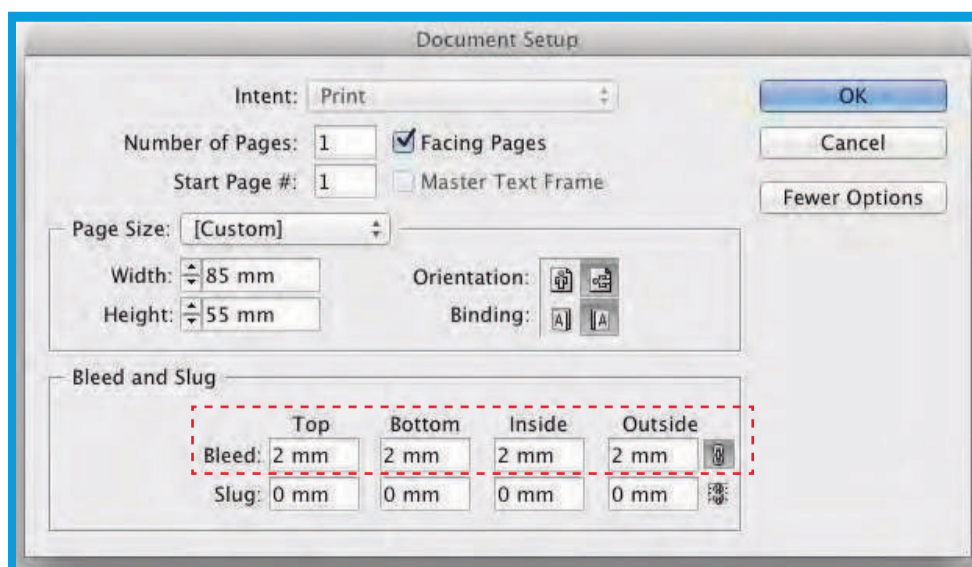 Document Setup
Intent: Print
OK
Number of Pages: 1 Facing Pages
Cancel
Start Page #: 1 Master Text Frame
Fewer Options
Page Size: [Custom]
Width: 85 mm Orientation:
Height: 55 mm Binding: A A
Bleed and Slug
Top Bottom Inside Outside
Bleed: 2 mm 2 mm 2 mm 2 mm
Slug: 0 mm 0 mm 0 mm 0 mm